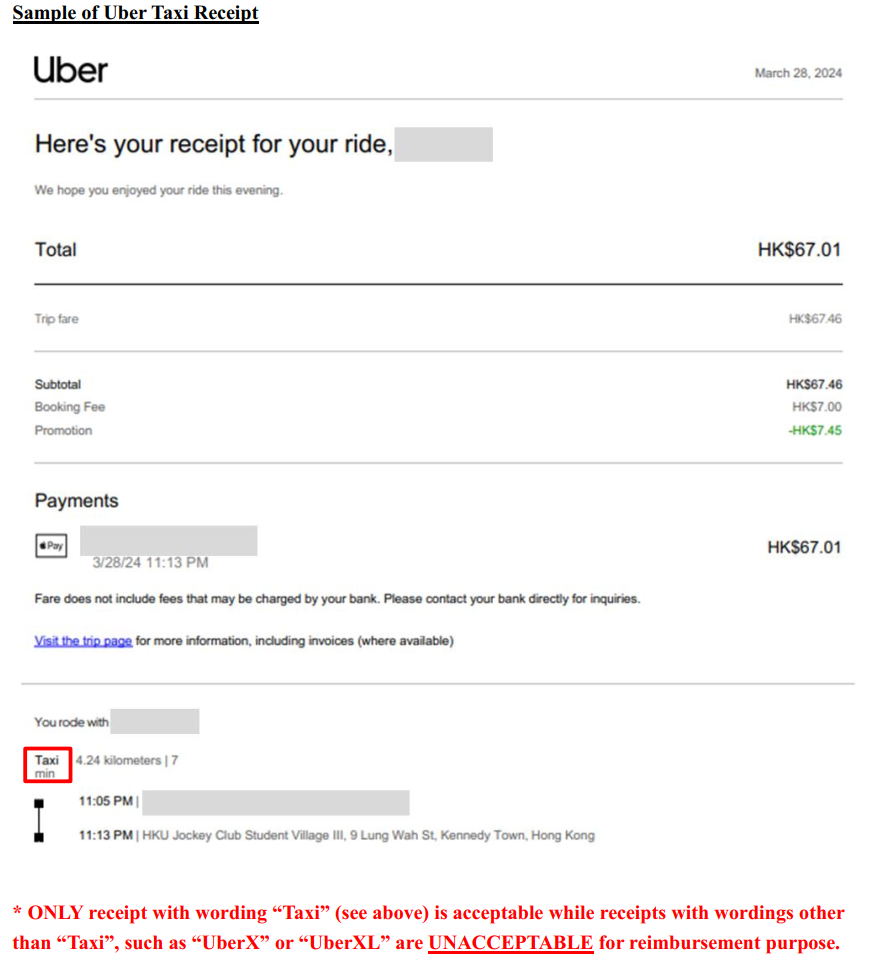 Sample of Uber Taxi Receipt
Uber
March 28, 2024
Here's your receipt for your ride,
We hope you enjoyed your ride this evening.
Total HK$67.01
Trip fare HK$67.46
Subtotal HK$67.46
Booking Fee HK$7.00
Promotion -HK$7.45
Payments
Pay HK$67.01
3/28/24 11:13 PM
Fare does not include fees that may be charged by your bank. Please contact your bank directly for inquiries.
Visit the trip page for more information, including invoices (where available)
You rode with
Taxi 4.24 kilometers | 7
min
11:05 PM |
11:13 PM | HKU Jockey Club Student Village III, 9 Lung Wah St, Kennedy Town, Hong Kong
* ONLY receipt with wording “Taxi” (see above) is acceptable while receipts with wordings other
than “Taxi”, such as “UberX” or “UberXL” are UNACCEPTABLE for reimbursement purpose.